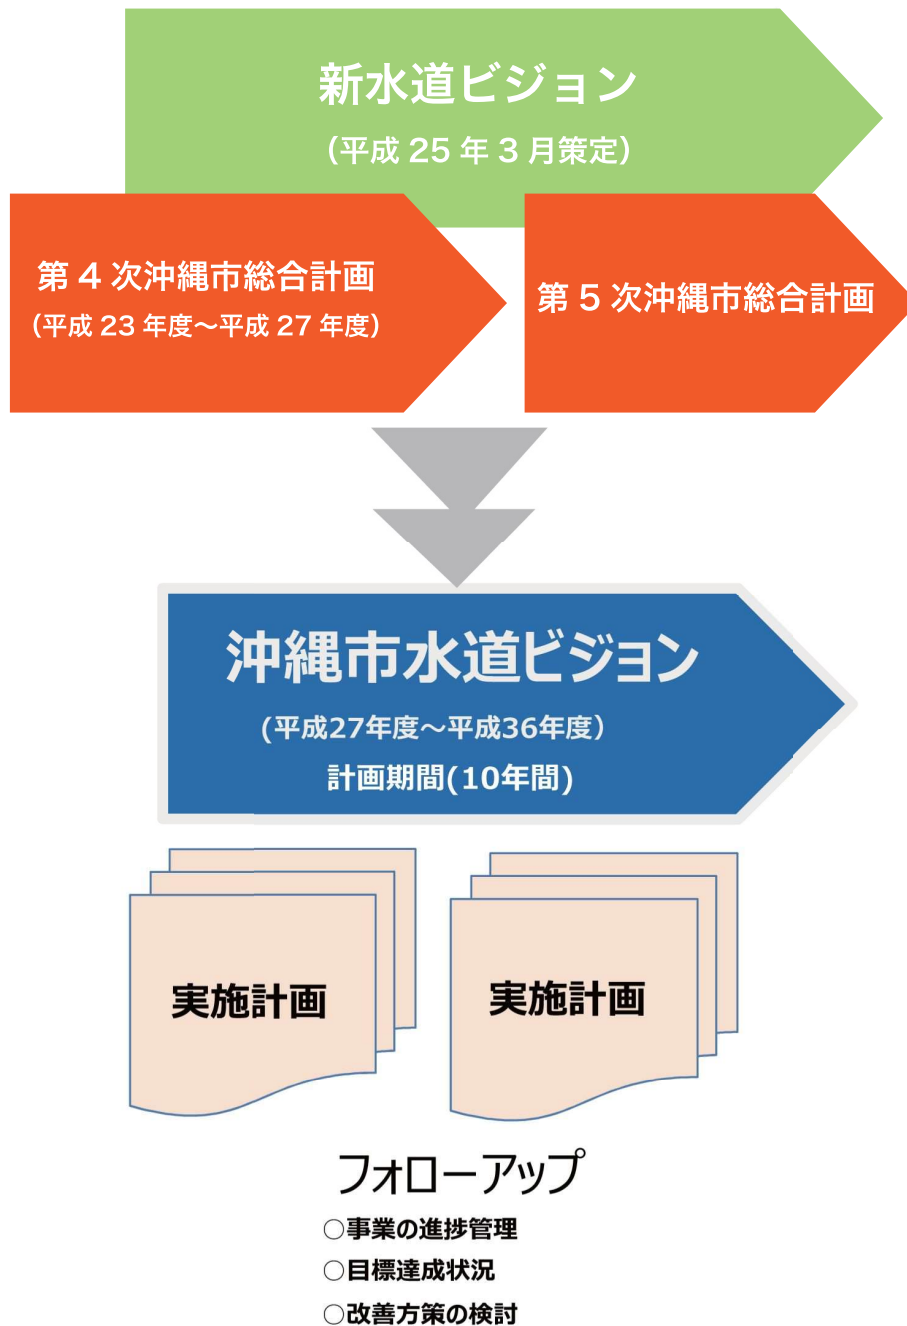 新水道ビジョン
（平成 25 年 3 月策定）
第 4 次沖縄市総合計画
（平成 23 年度～平成 27 年度）
第 5 次沖縄市総合計画
沖縄市水道ビジョン
(平成27年度～平成36年度）
計画期間(10年間)
実施計画
実施計画
フォローアップ
○事業の進捗管理
○目標達成状況
○改善方策の検討